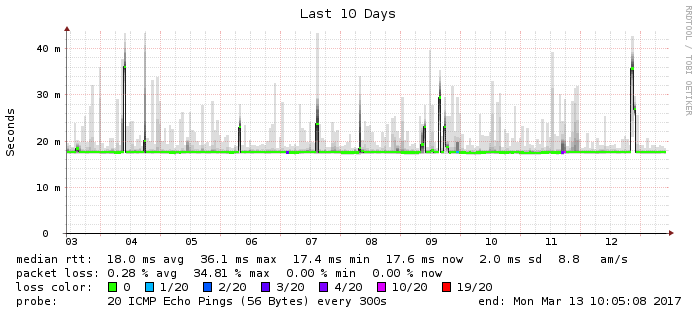 Last 10 Days
RRDTOOL / TOBI OETIKER
Seconds
40 m
30 m
20 m
10 m
0
03 04 05 06 07 08 09 10 11 12
median rtt: 18.0 ms avg 36.1 ms max 17.4 ms min 17.6 ms now 2.0 ms sd 8.8 am/s
packet loss: 0.28 % avg 34.81 % max 0.00 % min 0.00 % now
loss color: 0 1/20 2/20 3/20 4/20 10/20 19/20
probe: 20 ICMP Echo Pings (56 Bytes) every 300s end: Mon Mar 13 10:05:08 2017